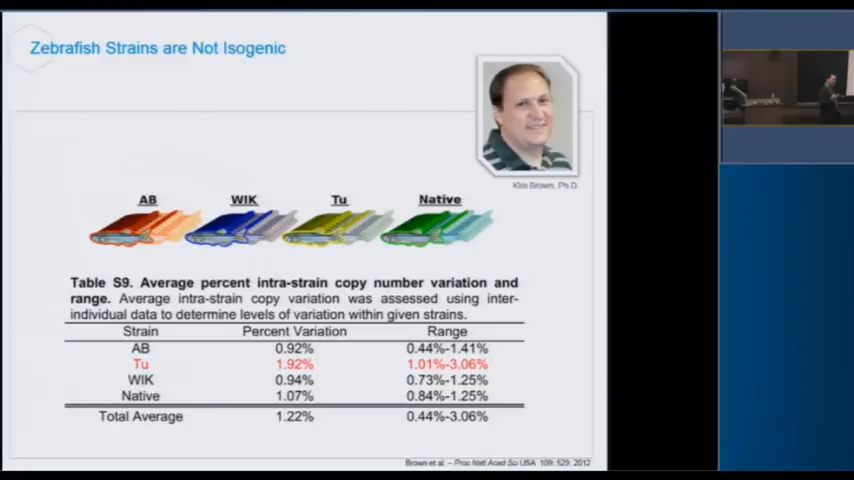 Zebrafish Strains are Not Isogenic
Kim Brown, Ph.D.
AB WIK Tu Native
Table S9. Average percent intra-strain copy number variation and
range. Average intra-strain copy variation was assessed using inter-
individual data to determine levels of variation within given strains.
Strain Percent Variation Range
AB 0.92% 0.44%-1.41%
Tu 1.92% 1.01%-3.06%
WIK 0.94% 0.73%-1.25%
Native 1.07% 0.84%-1.25%
Total Average 1.22% 0.44%-3.06%
Brown et al. – Proc Natl Acad Sci USA 109: 529, 2012